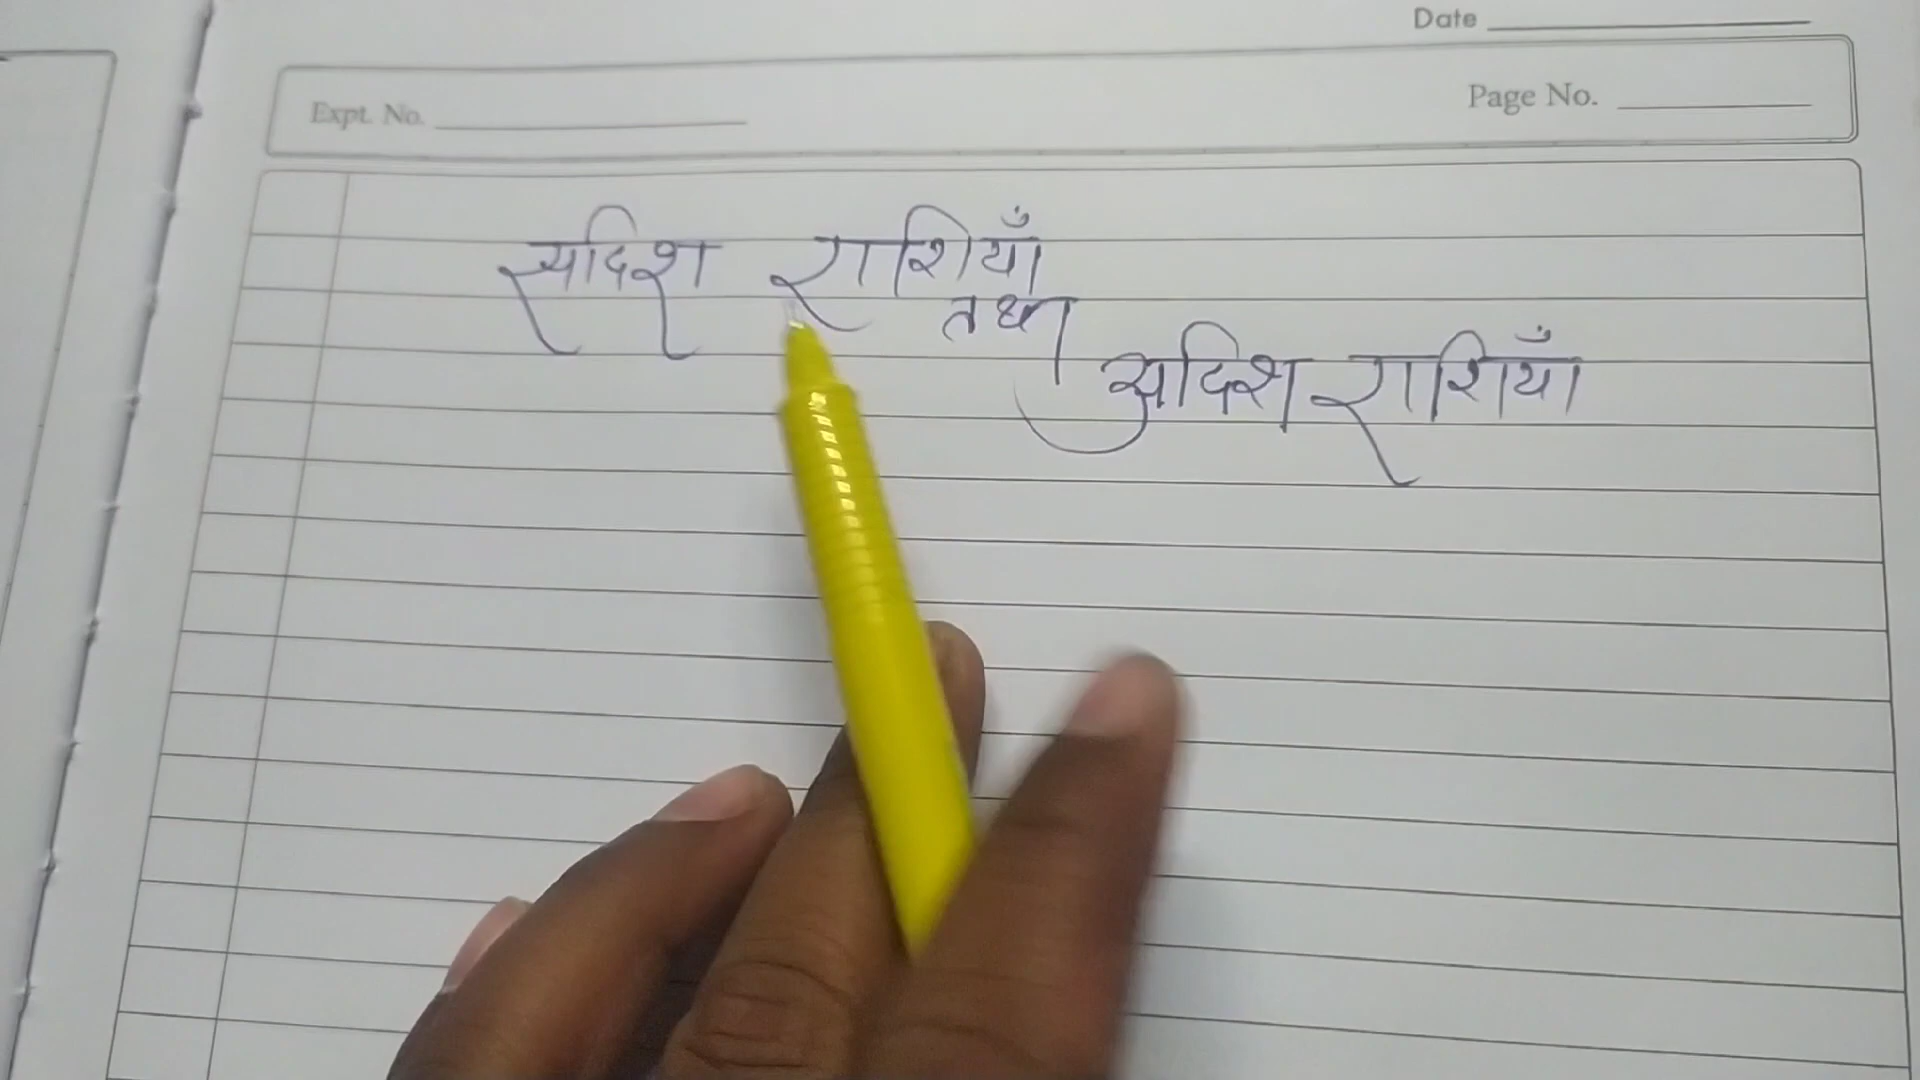 Date
Expt. No.
Page No.
सदिश राशियाँ
तथा
अदिश राशियाँ